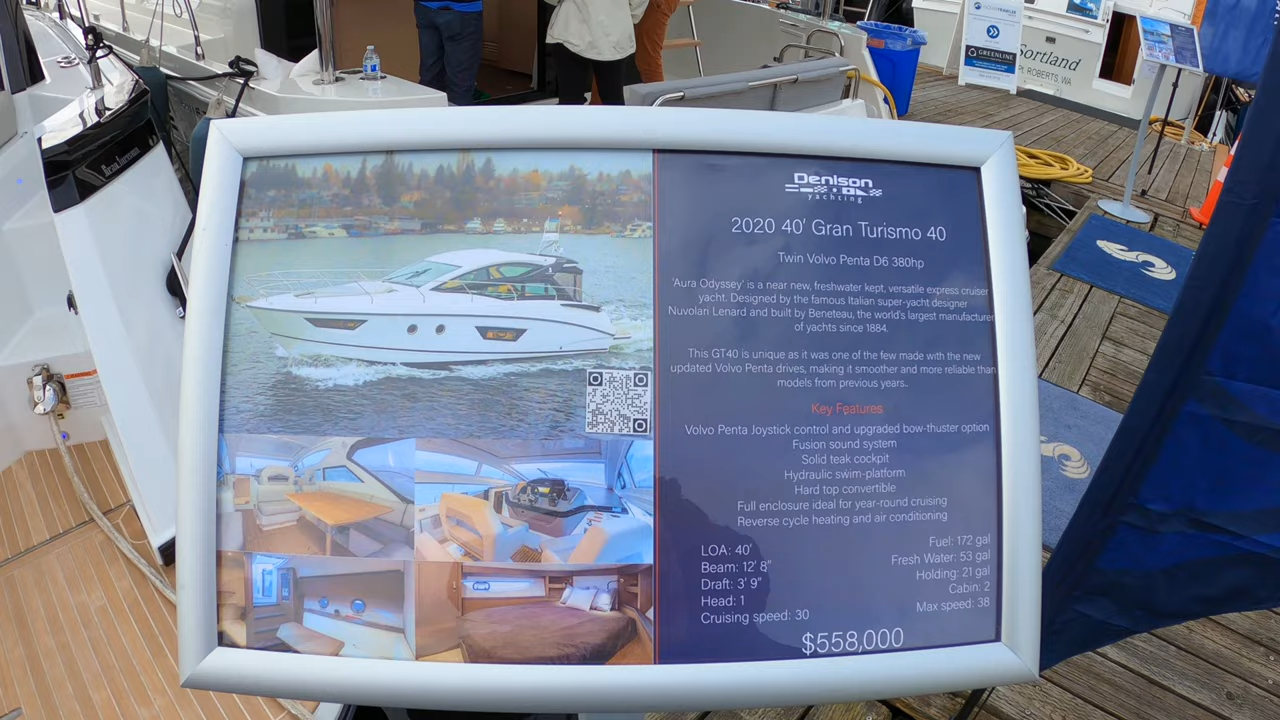 Denison
yachting
2020 40' Gran Turismo 40
Twin Volvo Penta D6 380hp
'Aura Odyssey' is a near new, freshwater kept, versatile express cruiser
yacht. Designed by the famous Italian super-yacht designer
Nuvolari Lenard and built by Beneteau, the world's largest manufacturer
of yachts since 1884.
This GT40 is unique as it was one of the few made with the new
updated Volvo Penta drives, making it smoother and more reliable than
models from previous years..
Key Features
Volvo Penta Joystick control and upgraded bow-thuster option
Fusion sound system
Solid teak cockpit
Hydraulic swim-platform
Hard top convertible
Full enclosure ideal for year-round cruising
Reverse cycle heating and air conditioning
LOA: 40'
Beam: 12' 8"
Draft: 3' 9"
Head: 1
Cruising speed: 30
Fuel: 172 gal
Fresh Water: 53 gal
Holding: 21 gal
Cabin: 2
Max speed: 38
$558,000
GREENLINE
Sortland
PT. ROBERTS, WA
WARNING